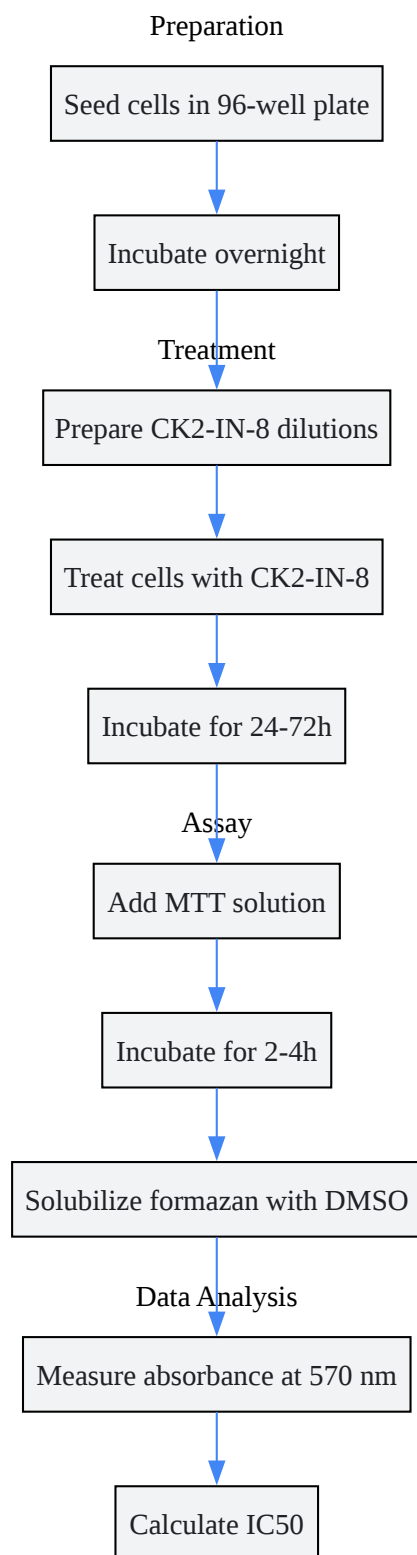 Preparation
Seed cells in 96-well plate
Incubate overnight
Treatment
Prepare CK2-IN-8 dilutions
Treat cells with CK2-IN-8
Incubate for 24-72h
Assay
Add MTT solution
Incubate for 2-4h
Solubilize formazan with DMSO
Data Analysis
Measure absorbance at 570 nm
Calculate IC50